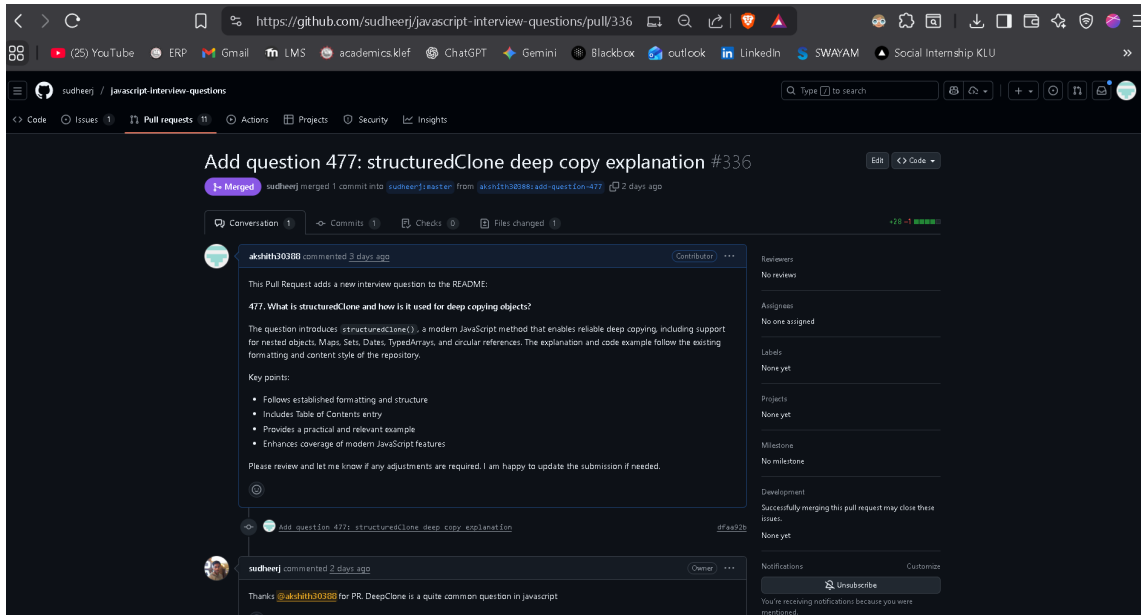 https://github.com/sudheerj/javascript-interview-questions/pull/336
(25) YouTube ERP Gmail LMS academics.klef ChatGPT Gemini Blackbox outlook LinkedIn SWAYAM Social Internship KLU »
sudheerj / javascript-interview-questions
Type / to search
Code Issues 1 Pull requests 11 Actions Projects Security Insights
Add question 477: structuredClone deep copy explanation #336
Edit Code
Merged sudheerj merged 1 commit into sudheerj:master from akshith30388:add-question-477 2 days ago
Conversation 1 Commits 1 Checks 0 Files changed 1
+28 −1
akshith30388 commented 3 days ago
Contributor
This Pull Request adds a new interview question to the README:
477. What is structuredClone and how is it used for deep copying objects?
The question introduces structuredClone(), a modern JavaScript method that enables reliable deep copying, including support
for nested objects, Maps, Sets, Dates, TypedArrays, and circular references. The explanation and code example follow the existing
formatting and content style of the repository.
Key points:
• Follows established formatting and structure
• Includes Table of Contents entry
• Provides a practical and relevant example
• Enhances coverage of modern JavaScript features
Please review and let me know if any adjustments are required. I am happy to update the submission if needed.
Add question 477: structuredClone deep copy explanation
dfaa92b
sudheerj commented 2 days ago
Owner
Thanks @akshith30388 for PR. DeepClone is a quite common question in javascript
Reviewers
No reviews
Assignees
No one assigned
Labels
None yet
Projects
None yet
Milestone
No milestone
Development
Successfully merging this pull request may close these
issues.
None yet
Notifications
Customize
Unsubscribe
You're receiving notifications because you were
mentioned.